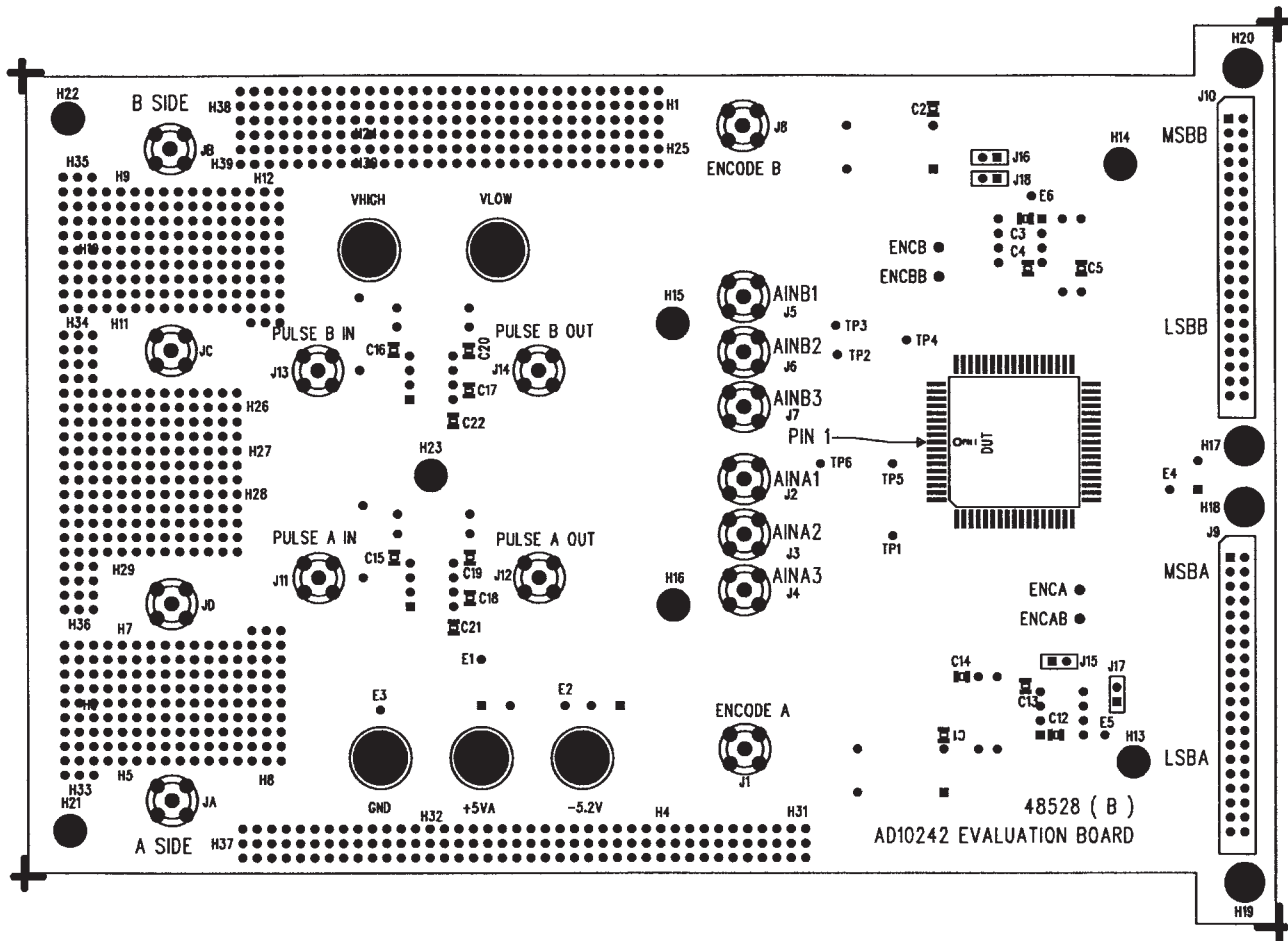 H20
H22
B SIDE
H38
H1
C2
J8
J10
MSBB
H24
H14
JB
H39
H25
J16
H35
ENCODE B
J18
H9
H12
VHICH
VLOW
E6
H10
C3
ENCB
C4
C5
ENCBB
AINB1
J5
H15
H34
H11
PULSE B IN
PULSE B OUT
TP3
TP4
LSBB
JC
C16
C20
AINB2
TP2
J13
J14
J6
C17
AINB3
H26
C22
J7
PIN 1
DUT
H23
H17
H27
TP6
TP5
AINA1
E4
H28
J2
H18
PULSE A IN
PULSE A OUT
AINA2
J9
J3
TP1
C15
C19
H29
J11
J12
AINA3
MSBA
J4
JD
C18
H16
ENCA
H36
H7
C21
ENCAB
E1
C14
J15
J17
E3
E2
C13
ENCODE A
C12
E5
C1
H13
H5
H8
J1
LSBA
H33
H21
JA
GND
+5VA
-5.2V
48528 ( B )
H32
H4
H31
A SIDE
H37
AD10242 EVALUATION BOARD
H19